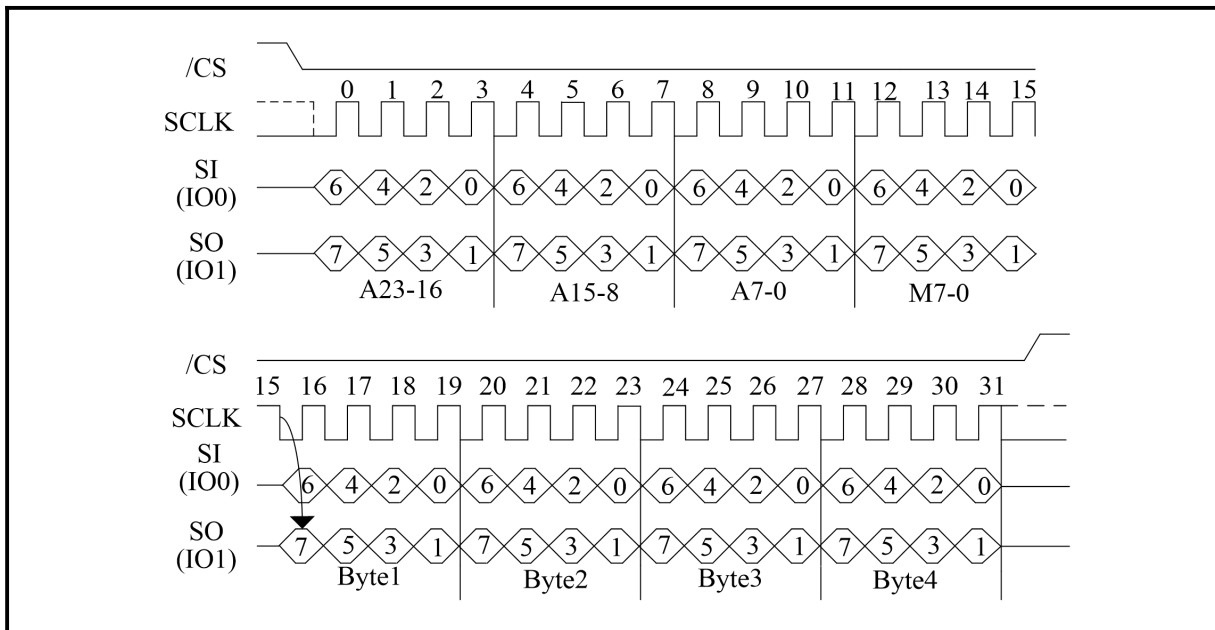 /CS
0 1 2 3 4 5 6 7 8 9 10 11 12 13 14 15
SCLK
SI
(IO0)
6 4 2 0 6 4 2 0 6 4 2 0 6 4 2 0
SO
(IO1)
7 5 3 1 7 5 3 1 7 5 3 1 7 5 3 1
A23-16 A15-8 A7-0 M7-0
/CS
15 16 17 18 19 20 21 22 23 24 25 26 27 28 29 30 31
SCLK
SI
(IO0)
6 4 2 0 6 4 2 0 6 4 2 0 6 4 2 0
SO
(IO1)
7 5 3 1 7 5 3 1 7 5 3 1 7 5 3 1
Byte1 Byte2 Byte3 Byte4